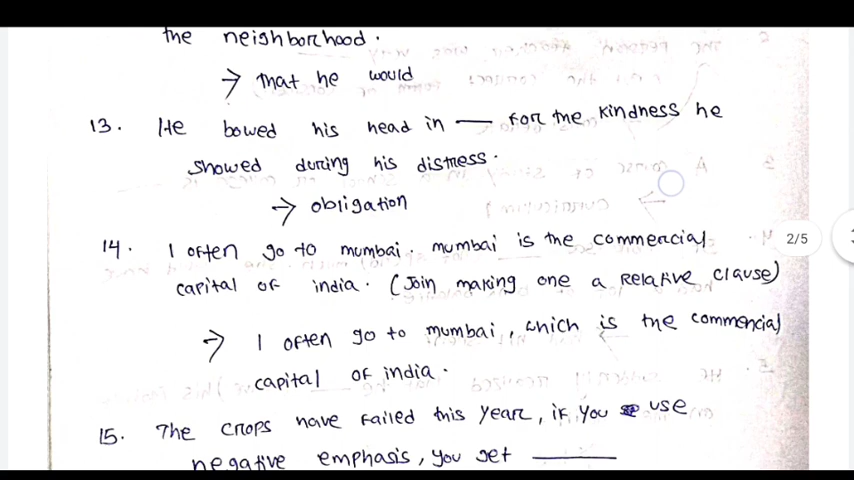 the neighborhood.
→ that he would
13. He bowed his head in ___ for the kindness he
showed during his distress.
→ obligation
14. I often go to mumbai. mumbai is the commercial
capital of india. (Join making one a Relative clause)
→ I often go to mumbai, which is the commercial
capital of india.
15. The crops have failed this year, if you use
negative emphasis, you get ___
2/5